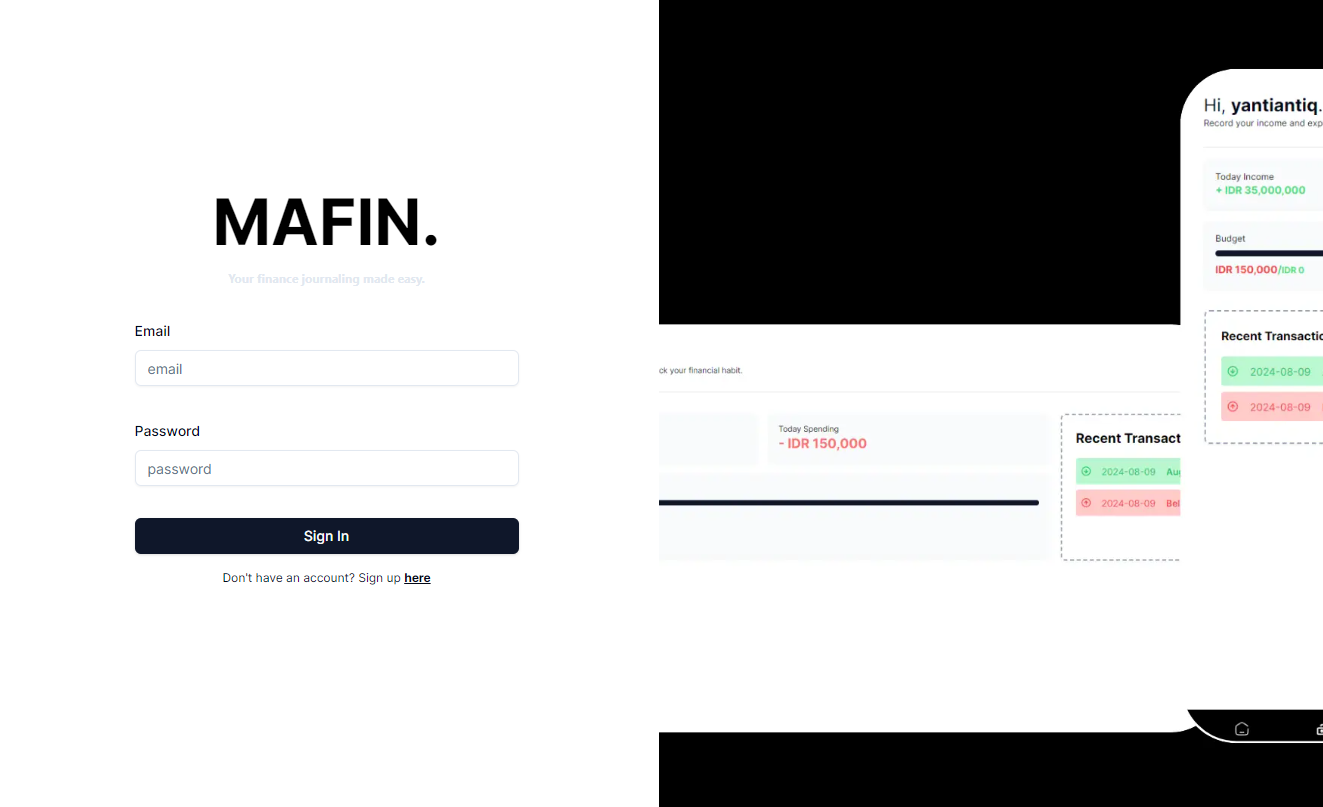 MAFIN.
Your finance journaling made easy.
Email
email
Password
password
Sign In
Don't have an account? Sign up here
ck your financial habit.
Today Spending
- IDR 150,000
Recent Transact
2024-08-09 Aug
2024-08-09 Bel
Hi, yantiantiq.
Record your income and exp
Today Income
+ IDR 35,000,000
Budget
IDR 150,000/IDR 0
Recent Transactio
2024-08-09
2024-08-09